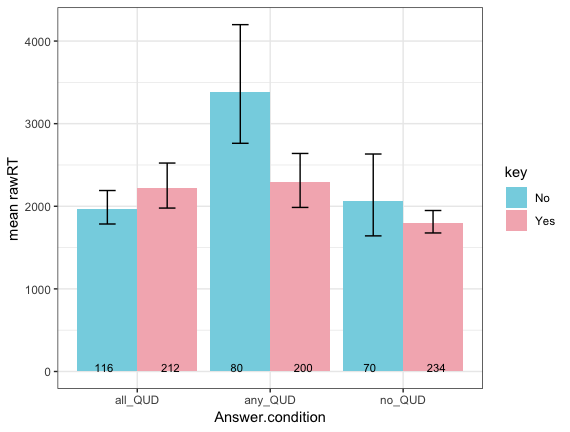 4000
3000
2000
1000
0
mean rawRT
116 212 80 200 70 234
all_QUD any_QUD no_QUD
Answer.condition
key
No
Yes